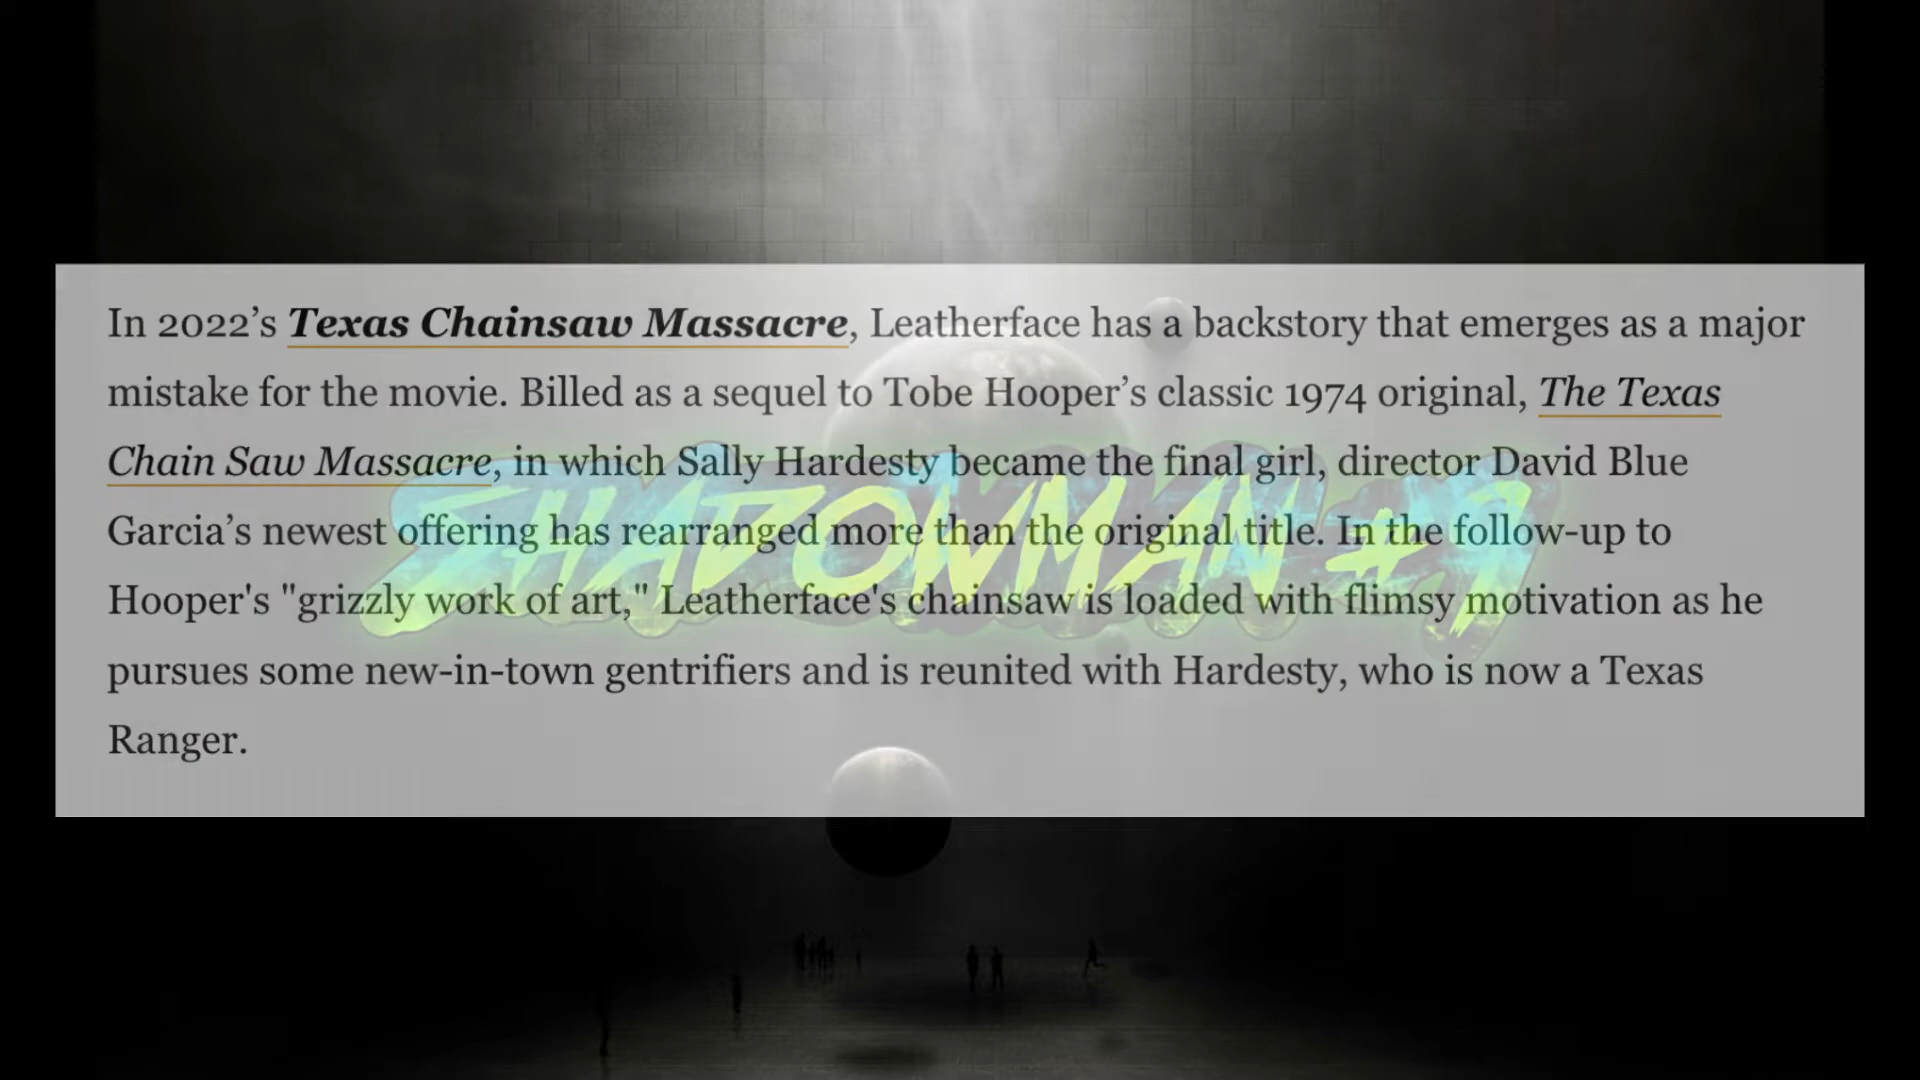 In 2022’s Texas Chainsaw Massacre, Leatherface has a backstory that emerges as a major
mistake for the movie. Billed as a sequel to Tobe Hooper’s classic 1974 original, The Texas
Chain Saw Massacre, in which Sally Hardesty became the final girl, director David Blue
Garcia’s newest offering has rearranged more than the original title. In the follow-up to
Hooper's "grizzly work of art," Leatherface's chainsaw is loaded with flimsy motivation as he
pursues some new-in-town gentrifiers and is reunited with Hardesty, who is now a Texas
Ranger.
SHADOWMAN #9